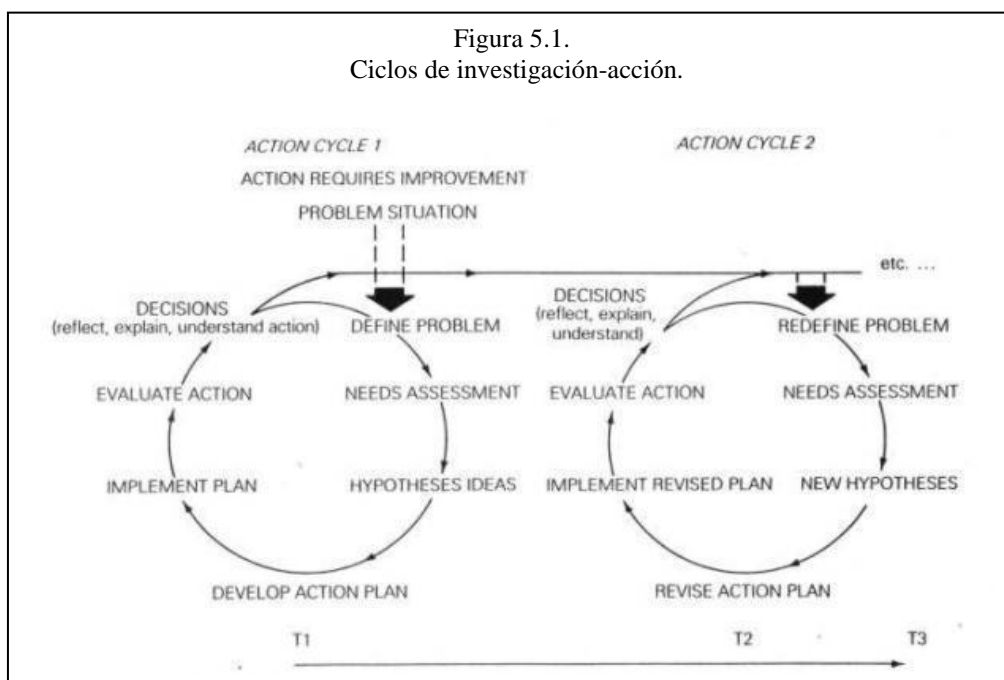 Figura 5.1.
Ciclos de investigación-acción.
ACTION CYCLE 1
ACTION REQUIRES IMPROVEMENT
PROBLEM SITUATION
DECISIONS
(reflect, explain, understand action)
DEFINE PROBLEM
EVALUATE ACTION
NEEDS ASSESSMENT
IMPLEMENT PLAN
HYPOTHESES IDEAS
DEVELOP ACTION PLAN
ACTION CYCLE 2
etc. ...
DECISIONS
(reflect, explain,
understand)
REDEFINE PROBLEM
EVALUATE ACTION
NEEDS ASSESSMENT
IMPLEMENT REVISED PLAN
NEW HYPOTHESES
REVISE ACTION PLAN
T1
T2
T3